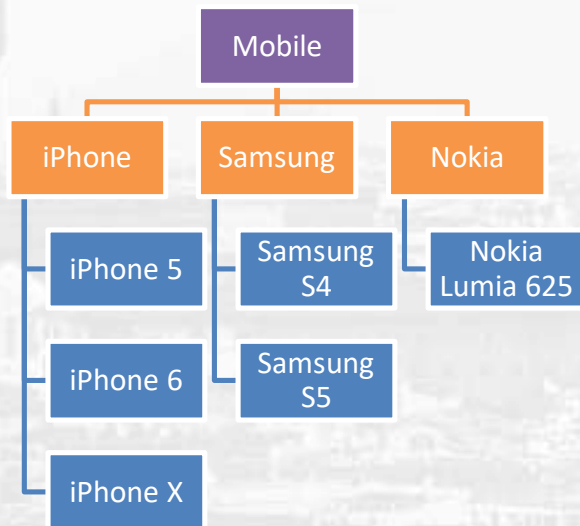 Mobile
iPhone
Samsung
Nokia
iPhone 5
Samsung
S4
Nokia
Lumia 625
iPhone 6
Samsung
S5
iPhone X